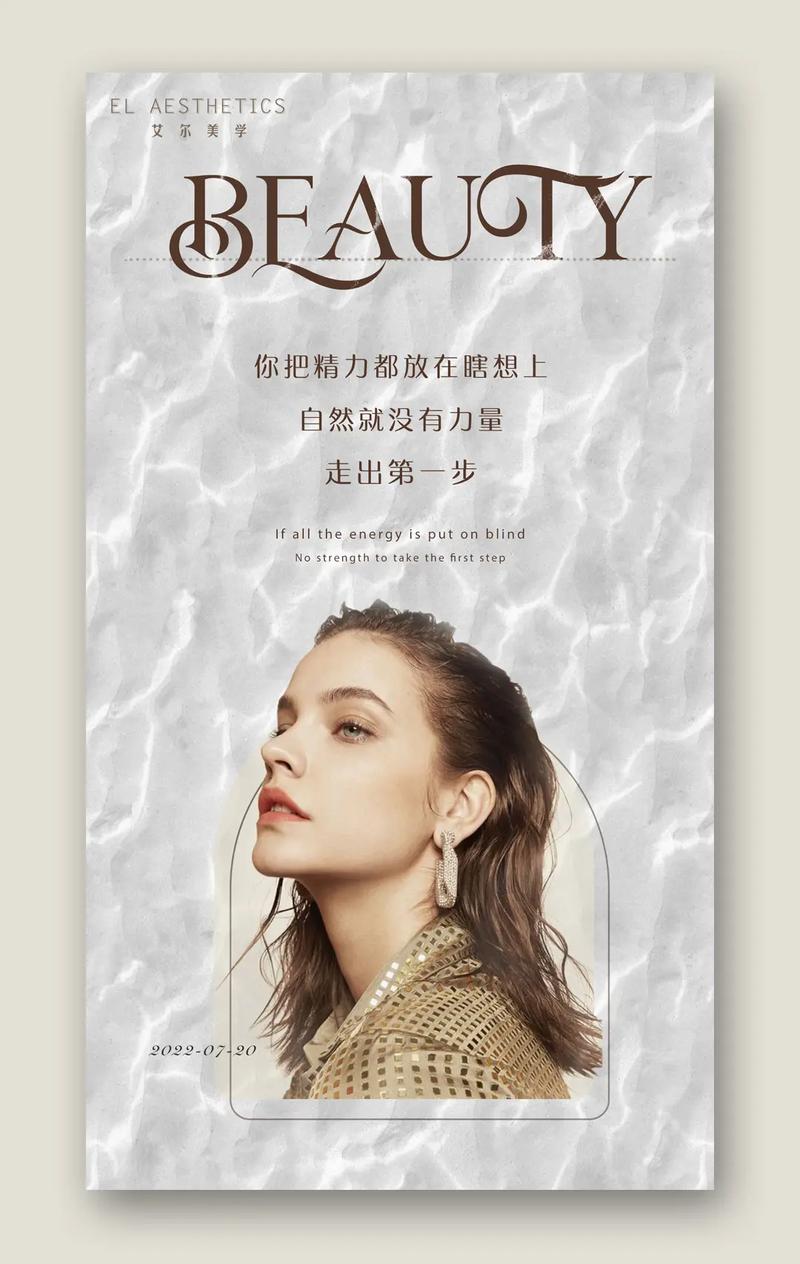 EL AESTHETICS
艾尔美学
BEAUTY
你把精力都放在瞎想上
自然就没有力量
走出第一步
If all the energy is put on blind
No strength to take the first step
2022-07-20